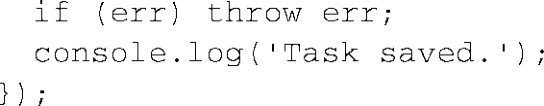 if (err) throw err;
  console.log('Task saved.');
});